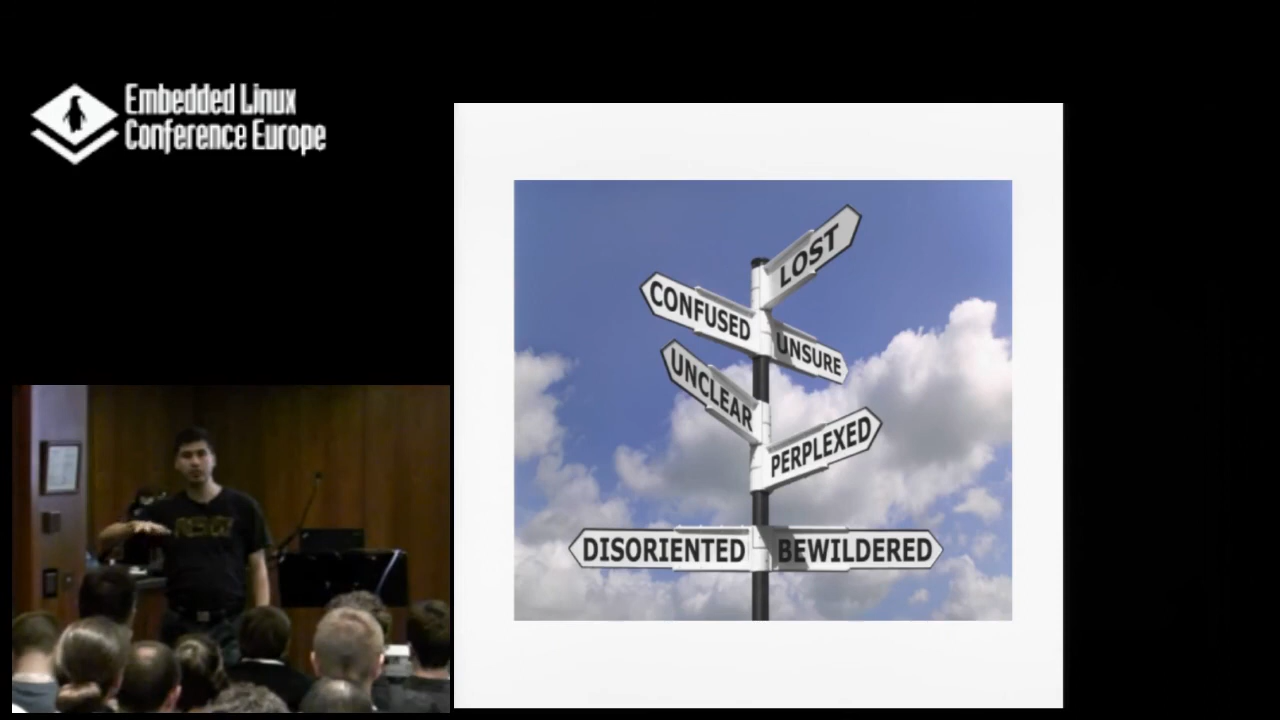 Embedded Linux
Conference Europe
LOST
CONFUSED
UNSURE
UNCLEAR
PERPLEXED
DISORIENTED
BEWILDERED